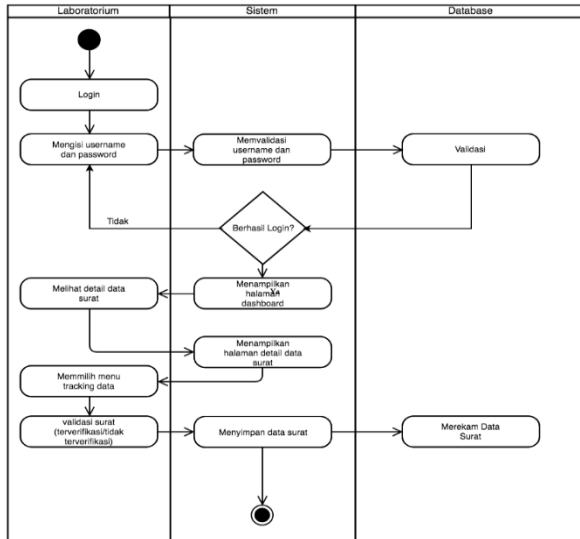 Laboratorium
Sistem
Database
Login
Mengisi username
dan password
Memvalidasi
username dan
password
Validasi
Tidak
Berhasil Login?
Melihat detail data
surat
Menampilkan
halaman
Ya
dashboard
Menampilkan
halaman detail data
surat
Memmilih menu
tracking data
validasi surat
(terverifikasi/tidak
terverifikasi)
Menyimpan data surat
Merekam Data
Surat